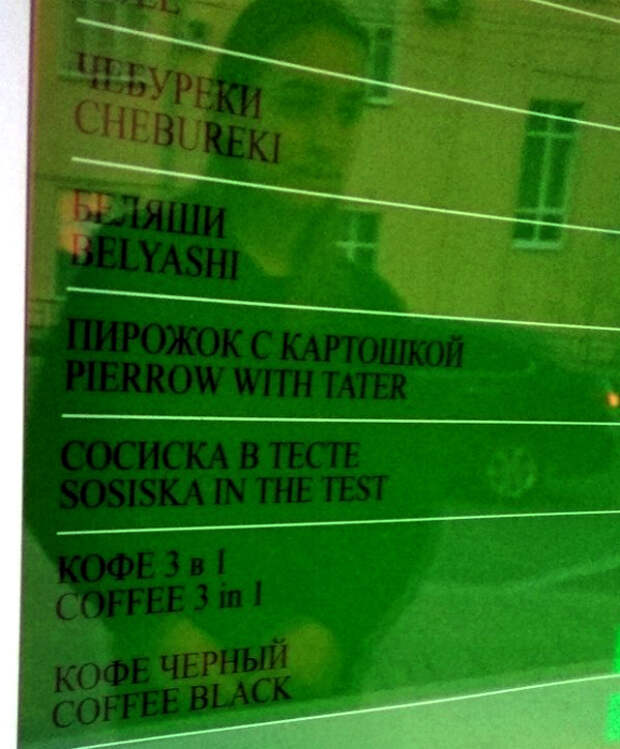 ЧЕБУРЕКИ
CHEBUREKI
БЕЛЯШИ
BELYASHI
ПИРОЖОК С КАРТОШКОЙ
PIERROW WITH TATER
СОСИСКА В ТЕСТЕ
SOSISKA IN THE TEST
КОФЕ 3 в 1
COFFEE 3 in 1
КОФЕ ЧЕРНЫЙ
COFFEE BLACK